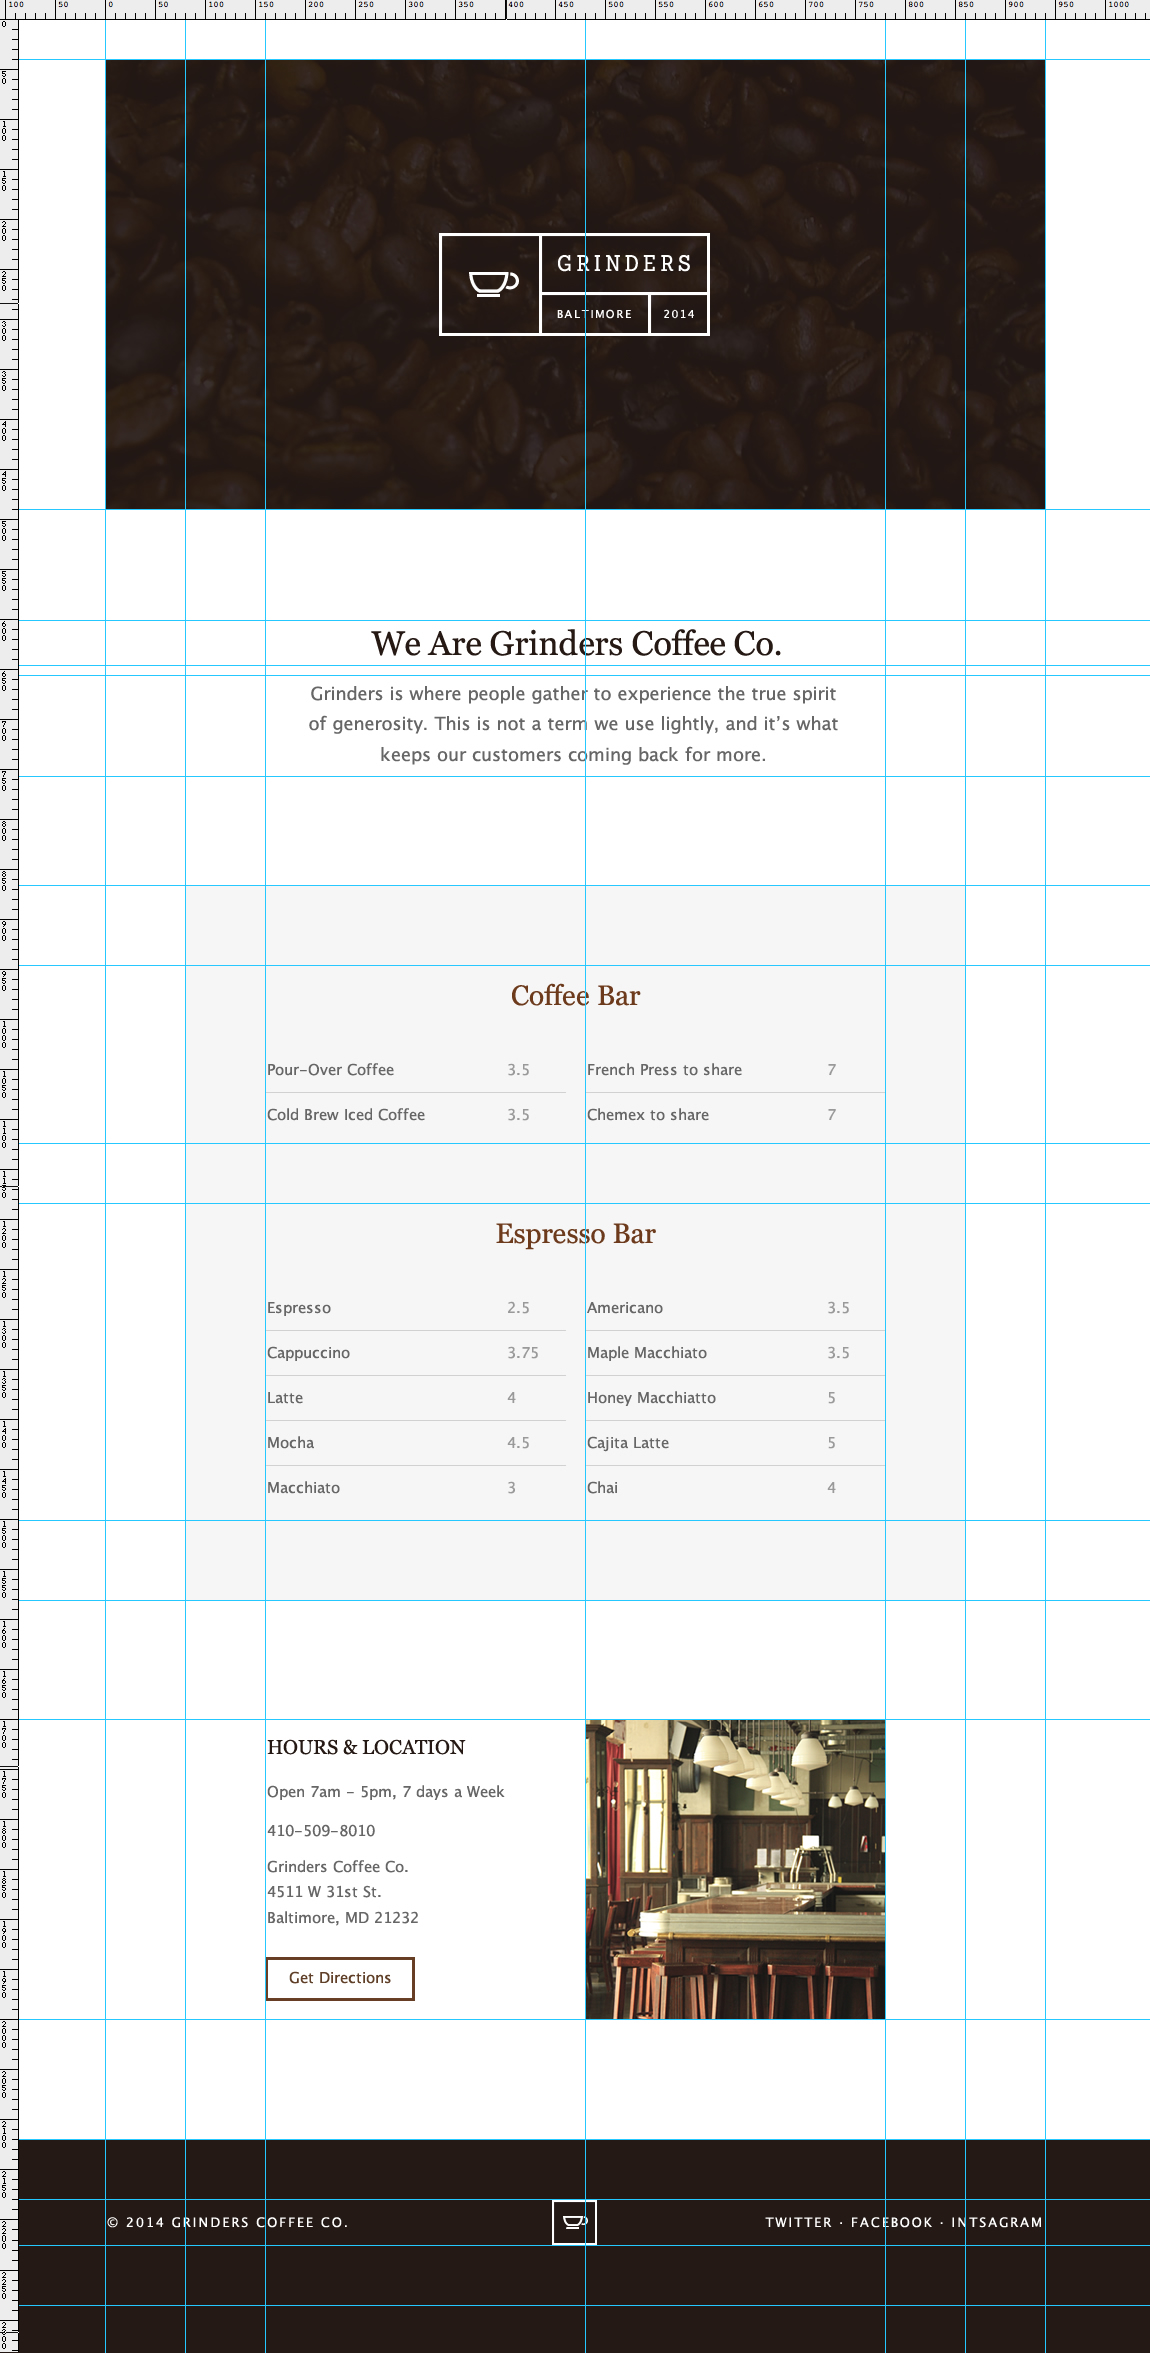 GRINDERS
BALTIMORE
2014
We Are Grinders Coffee Co.
Grinders is where people gather to experience the true spirit
of generosity. This is not a term we use lightly, and it’s what
keeps our customers coming back for more.
Coffee Bar
Pour-Over Coffee 3.5 French Press to share 7
Cold Brew Iced Coffee 3.5 Chemex to share 7
Espresso Bar
Espresso 2.5 Americano 3.5
Cappuccino 3.75 Maple Macchiato 3.5
Latte 4 Honey Macchiatto 5
Mocha 4.5 Cajita Latte 5
Macchiato 3 Chai 4
HOURS & LOCATION
Open 7am - 5pm, 7 days a Week
410-509-8010
Grinders Coffee Co.
4511 W 31st St.
Baltimore, MD 21232
Get Directions
© 2014 GRINDERS COFFEE CO.
TWITTER · FACEBOOK · INTSAGRAM